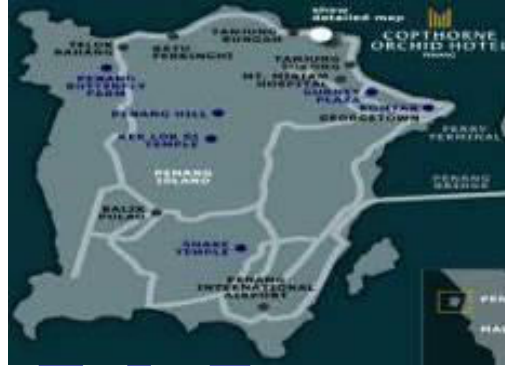 show
detailed map
COPTHORNE
ORCHID HOTEL
PENANG
TANJUNG
BUNGAH
TELOK
BAHANG
BATU
FERRINGHI
TANJUNG
TOKONG
PENANG
BUTTERFLY
FARM
MT. MIRIAM
HOSPITAL
GURNEY
PLAZA
PENANG HILL
KOMTAR
GEORGETOWN
KEK LOK SI
TEMPLE
FERRY
TERMINAL
PENANG
ISLAND
PENANG
BRIDGE
BALIK
PULAU
SNAKE
TEMPLE
PENANG
INTERNATIONAL
AIRPORT